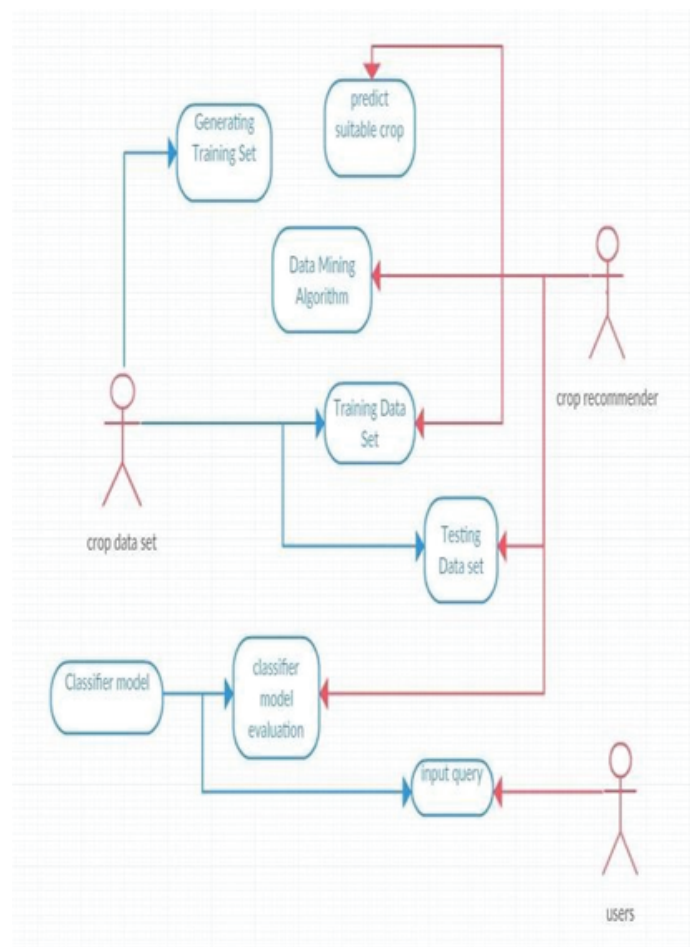 predict
suitable crop
Generating
Training Set
Data Mining
Algorithm
crop recommender
Training Data
Set
Testing
Data set
crop data set
classifier
model
evaluation
Classifier model
input query
users